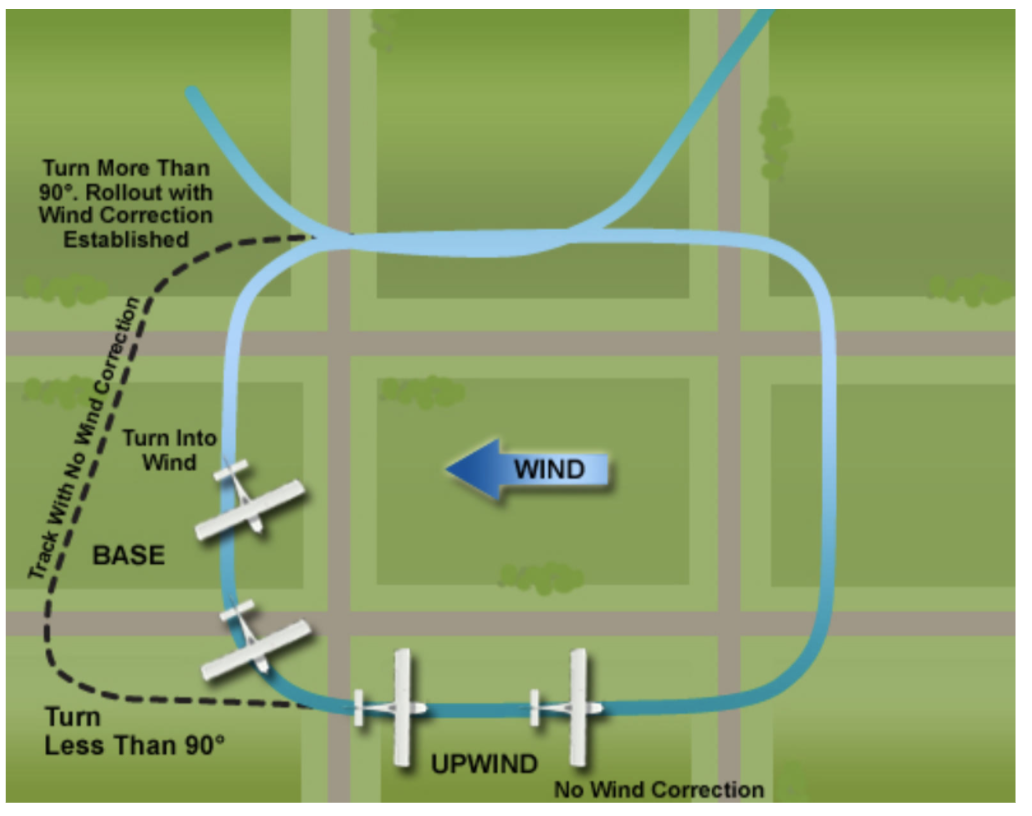 Turn More Than
90°. Rollout with
Wind Correction
Established
Track With No Wind Correction
Turn Into
Wind
WIND
BASE
Turn
Less Than 90°
UPWIND
No Wind Correction